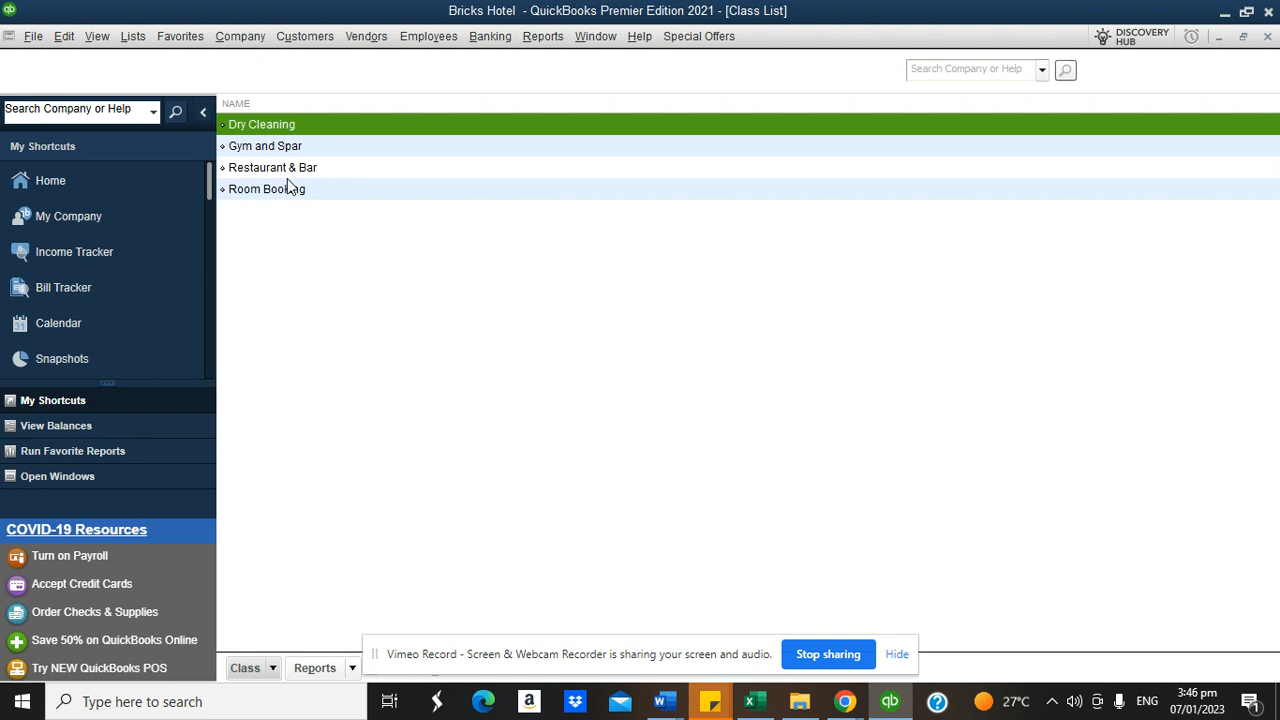 Bricks Hotel - QuickBooks Premier Edition 2021 - [Class List]
File Edit View Lists Favorites Company Customers Vendors Employees Banking Reports Window Help Special Offers
DISCOVERY
HUB
Search Company or Help
Search Company or Help
NAME
My Shortcuts
Dry Cleaning
Gym and Spar
Restaurant & Bar
Room Booking
Home
My Company
Income Tracker
Bill Tracker
Calendar
31
Snapshots
My Shortcuts
View Balances
Run Favorite Reports
Open Windows
COVID-19 Resources
Turn on Payroll
Accept Credit Cards
Order Checks & Supplies
Save 50% on QuickBooks Online
Try NEW QuickBooks POS
Class Reports
Vimeo Record - Screen & Webcam Recorder is sharing your screen and audio. Stop sharing Hide
Type here to search
27°C ENG
3:46 pm
07/01/2023
1